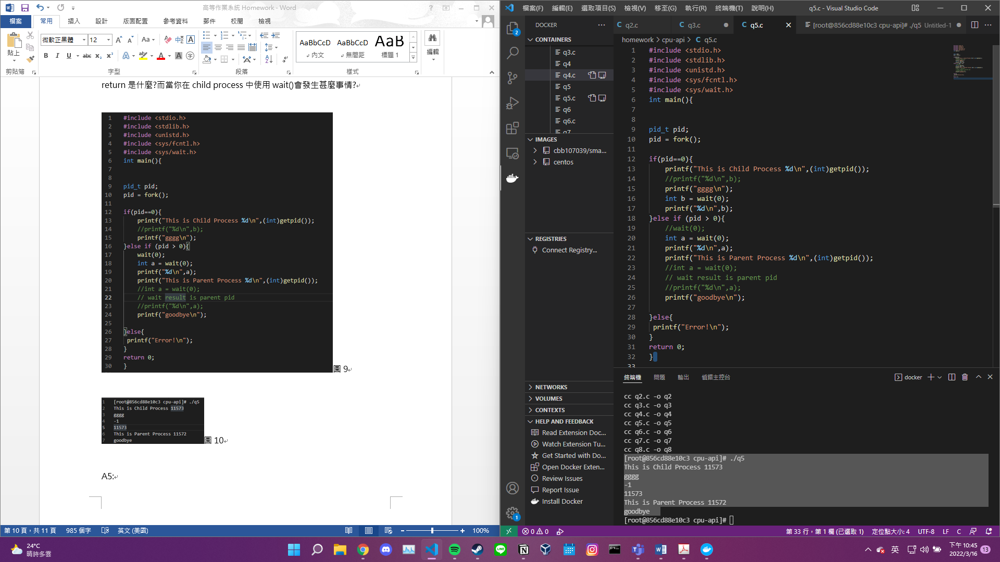 高等作業系統 Homework - Word
檔案 常用 插入 設計 版面配置 參考資料 郵件 校閱 檢視
貼上
微軟正黑體 12
AaBbCcD AaBbCcD AaB
內文 無間距 標題 1
編輯
剪貼簿 字型 段落 樣式
return 是什麼?而當你在 child process 中使用 wait()會發生甚麼事情?
1 #include <stdio.h>
2 #include <stdlib.h>
3 #include <unistd.h>
4 #include <sys/fcntl.h>
5 #include <sys/wait.h>
6 int main(){
7
8
9 pid_t pid;
10 pid = fork();
11
12 if(pid==0){
13 printf("This is Child Process %d\n",(int)getpid());
14 //printf("%d\n",b);
15 printf("gggg\n");
16 }else if (pid > 0){
17 wait(0);
18 int a = wait(0);
19 printf("%d\n",a);
20 printf("This is Parent Process %d\n",(int)getpid());
21 //int a = wait(0);
22 // wait result is parent pid
23 //printf("%d\n",a);
24 printf("goodbye\n");
25
26 }else{
27 printf("Error!\n");
28 }
29 return 0;
30 }
圖 9
1 [root@856cd88e10c3 cpu-api]# ./q5
2 This is Child Process 11573
3 gggg
4 -1
5 11573
6 This is Parent Process 11572
7 goodbye
圖 10
A5:
第 10 頁，共 11 頁 985 個字 英文 (美國) 100%
檔案(F) 編輯(E) 選取項目(S) 檢視(V) 移至(G) 執行(R) 終端機(T) 說明(H) q5.c - Visual Studio Code
DOCKER
CONTAINERS
q3.c
q4
q4.c
q5
q5.c
q6
q6.c
q7
IMAGES
cbb107039/sma...
centos
REGISTRIES
Connect Registry...
NETWORKS
VOLUMES
CONTEXTS
HELP AND FEEDBACK
Read Extension Doc...
Watch Extension Tu...
Get Started with Do...
Open Docker Exten...
Review Issues
Report Issue
Install Docker
q2.c q3.c q5.c [root@856cd88e10c3 cpu-api]# ./q5 Untitled-1
homework > cpu-api > C q5.c
1 #include <stdio.h>
2 #include <stdlib.h>
3 #include <unistd.h>
4 #include <sys/fcntl.h>
5 #include <sys/wait.h>
6 int main(){
7
8
9 pid_t pid;
10 pid = fork();
11
12 if(pid==0){
13 printf("This is Child Process %d\n",(int)getpid());
14 //printf("%d\n",b);
15 printf("gggg\n");
16 int b = wait(0);
17 printf("%d\n",b);
18 }else if (pid > 0){
19 //wait(0);
20 int a = wait(0);
21 printf("%d\n",a);
22 printf("This is Parent Process %d\n",(int)getpid());
23 //int a = wait(0);
24 // wait result is parent pid
25 //printf("%d\n",a);
26 printf("goodbye\n");
27
28 }else{
29 printf("Error!\n");
30 }
31 return 0;
32 }
33
終端機 問題 輸出 偵錯主控台 docker
cc q2.c -o q2
cc q3.c -o q3
cc q4.c -o q4
cc q5.c -o q5
cc q6.c -o q6
cc q7.c -o q7
cc q8.c -o q8
[root@856cd88e10c3 cpu-api]# ./q5
This is Child Process 11573
gggg
-1
11573
This is Parent Process 11572
goodbye
[root@856cd88e10c3 cpu-api]#
0 0 第 33 行，第 1 欄 (已選取 1) 定位點大小: 4 UTF-8 LF C
24°C
晴時多雲
英
下午 10:45
2022/3/16
13